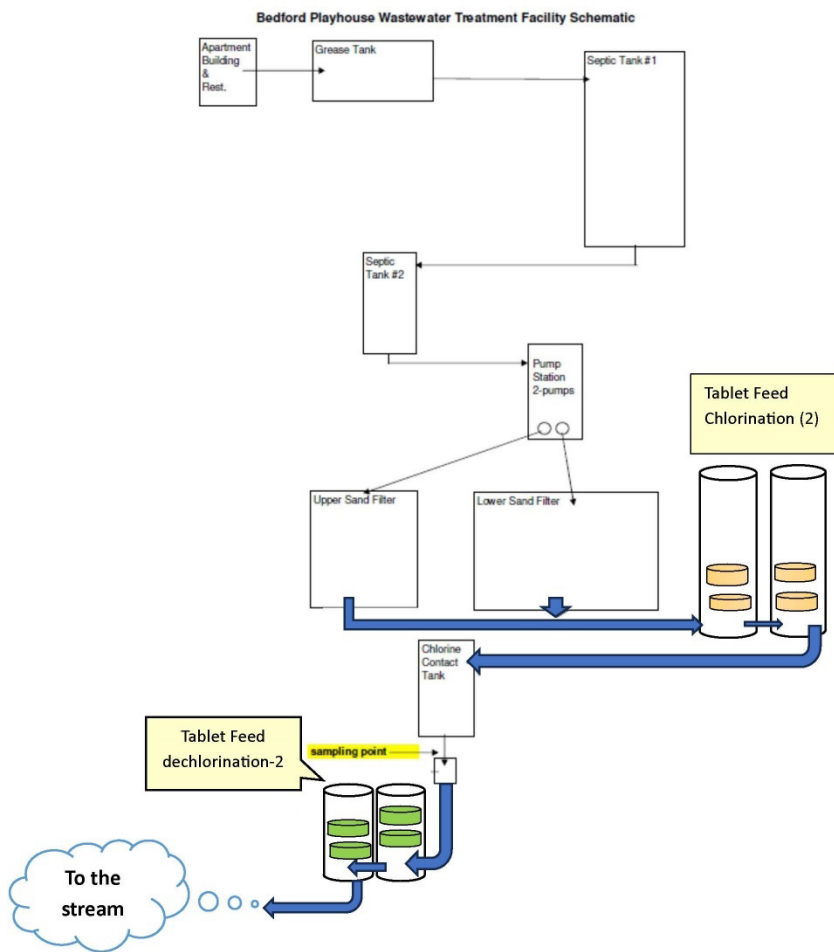 Bedford Playhouse Wastewater Treatment Facility Schematic
Apartment
Building
&
Rest.
Grease Tank
Septic Tank #1
Septic
Tank #2
Pump
Station
2-pumps
Tablet Feed
Chlorination (2)
Upper Sand Filter
Lower Sand Filter
Chlorine
Contact
Tank
Tablet Feed
dechlorination-2
sampling point
To the
stream